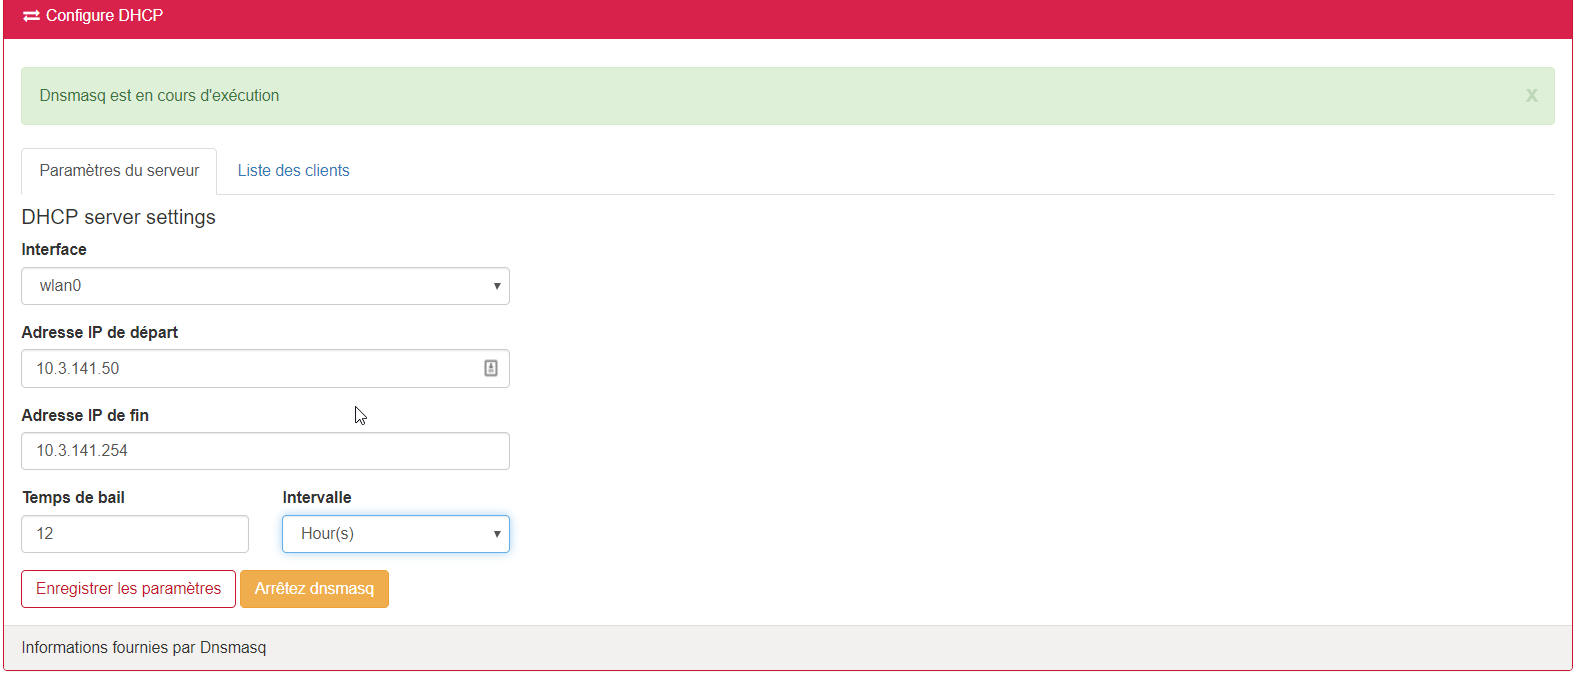 Configure DHCP
Dnsmasq est en cours d'exécution
x
Paramètres du serveur
Liste des clients
DHCP server settings
Interface
wlan0
Adresse IP de départ
10.3.141.50
Adresse IP de fin
10.3.141.254
Temps de bail
Intervalle
12
Hour(s)
Enregistrer les paramètres
Arrêtez dnsmasq
Informations fournies par Dnsmasq